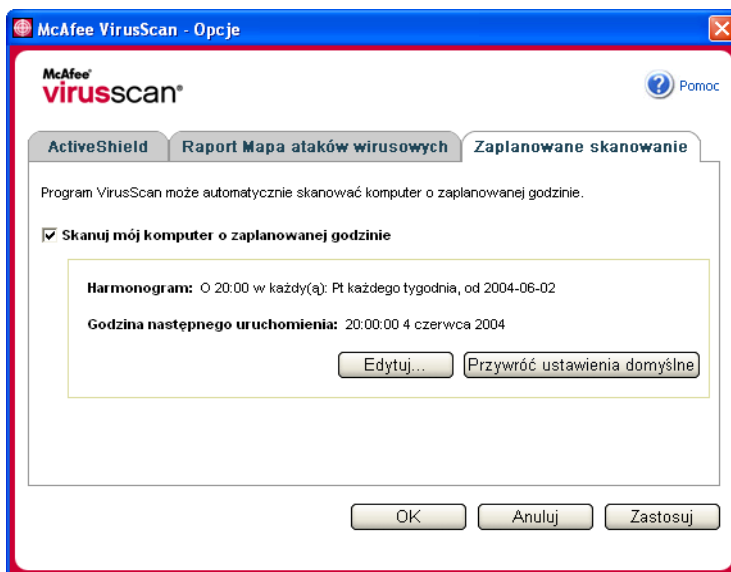 McAfee VirusScan - Opcje
McAfee®
virusscan®
Pomoc
ActiveShield
Raport Mapa ataków wirusowych
Zaplanowane skanowanie
Program VirusScan może automatycznie skanować komputer o zaplanowanej godzinie.
Skanuj mój komputer o zaplanowanej godzinie
Harmonogram: O 20:00 w każdy(ą): Pt każdego tygodnia, od 2004-06-02
Godzina następnego uruchomienia: 20:00:00 4 czerwca 2004
Edytuj...
Przywróć ustawienia domyślne
OK
Anuluj
Zastosuj